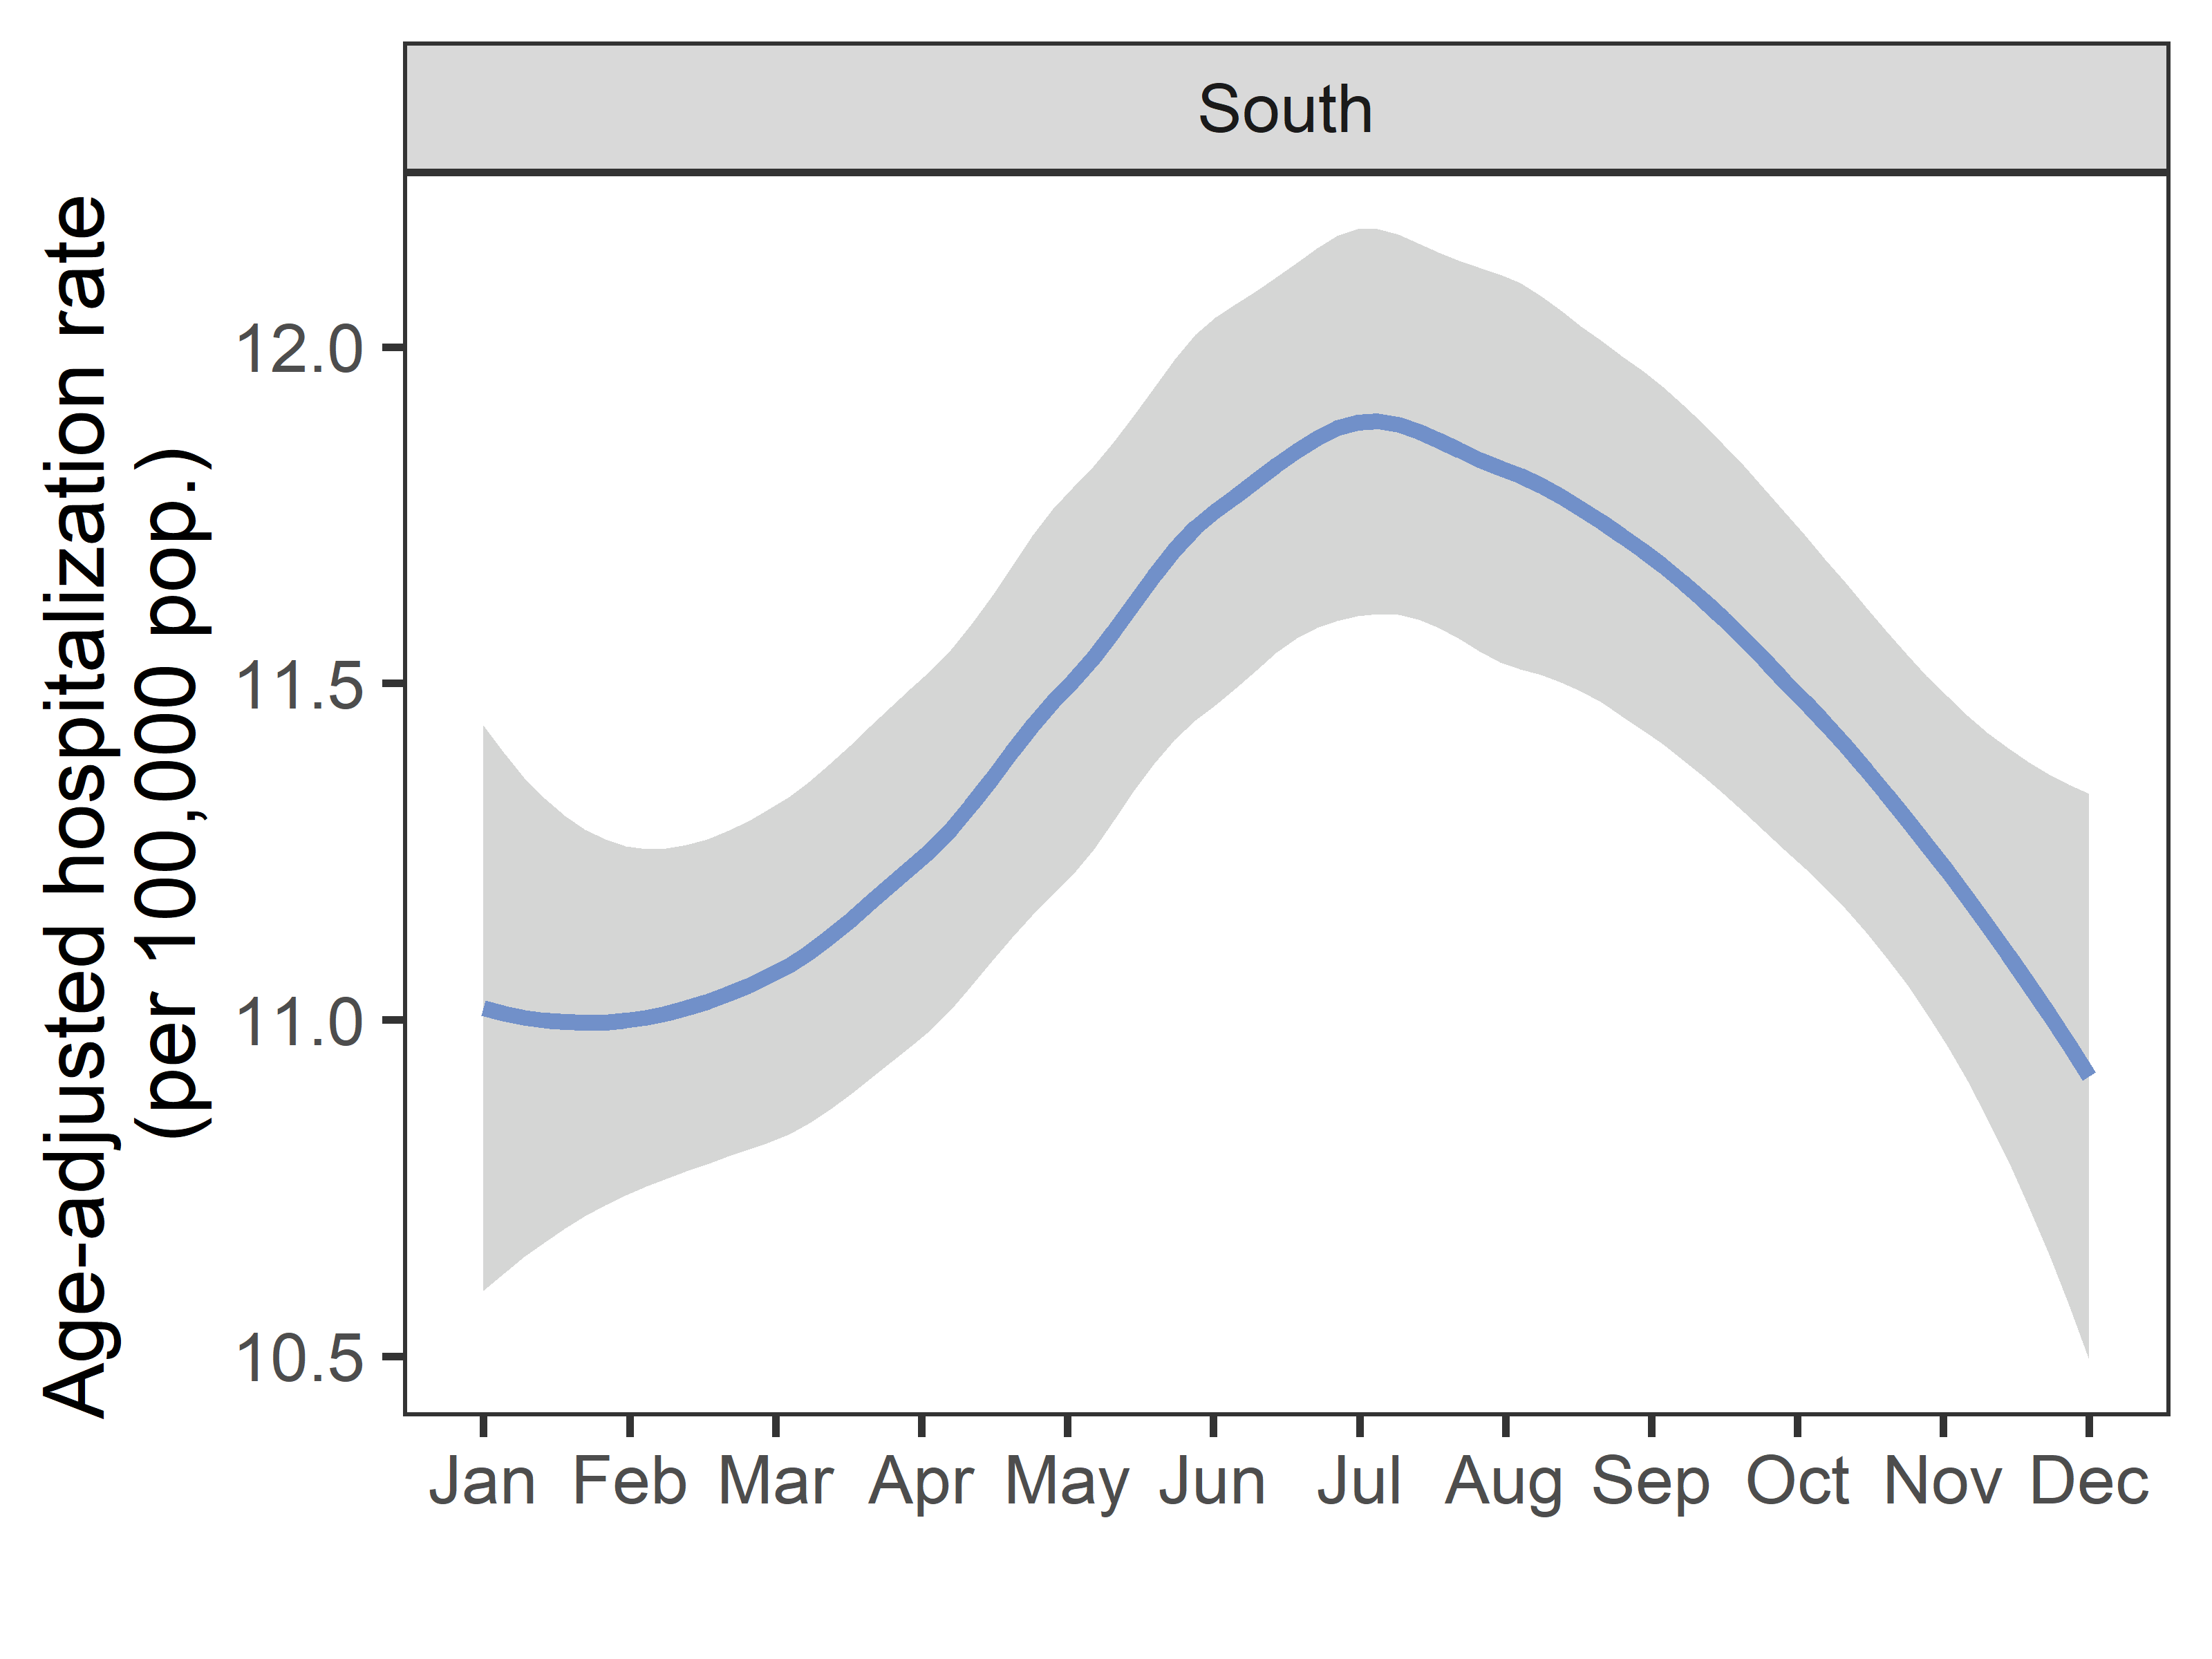 South
Age-adjusted hospitalization rate
(per 100,000 pop.)
12.0
11.5
11.0
10.5
Jan Feb Mar Apr May Jun Jul Aug Sep Oct Nov Dec